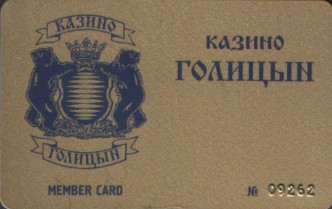 КАЗИНО
ГОЛИЦЫН
MEMBER CARD
КАЗИНО
ГОЛИЦЫН
№ 09262